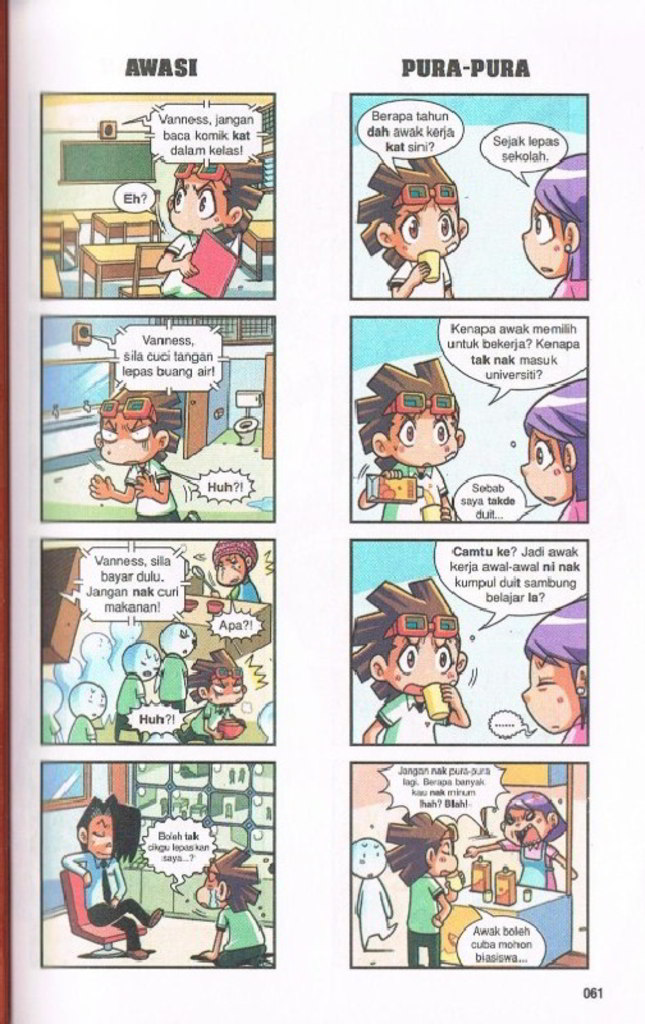 AWASI
Vanness, jangan
baca komik kat
dalam kelas!
Eh?
Vanness,
sila cuci tangan
lepas buang air!
Huh?!
Vanness, sila
bayar dulu.
Jangan nak curi
makanan!
Apa?!
Huh?!
Boleh tak
cikgu lepaskan
saya...?
PURA-PURA
Berapa tahun
dah awak kerja
kat sini?
Sejak lepas
sekolah.
Kenapa awak memilih
untuk bekerja? Kenapa
tak nak masuk
universiti?
Sebab
saya takde
duit...
Camtu ke? Jadi awak
kerja awal-awal ni nak
kumpul duit sambung
belajar la?
......
Jangan nak pura-pura
lagi. Berapa banyak
kau nak minum
hah? Blah!
Awak boleh
cuba mohon
biasiswa...
061